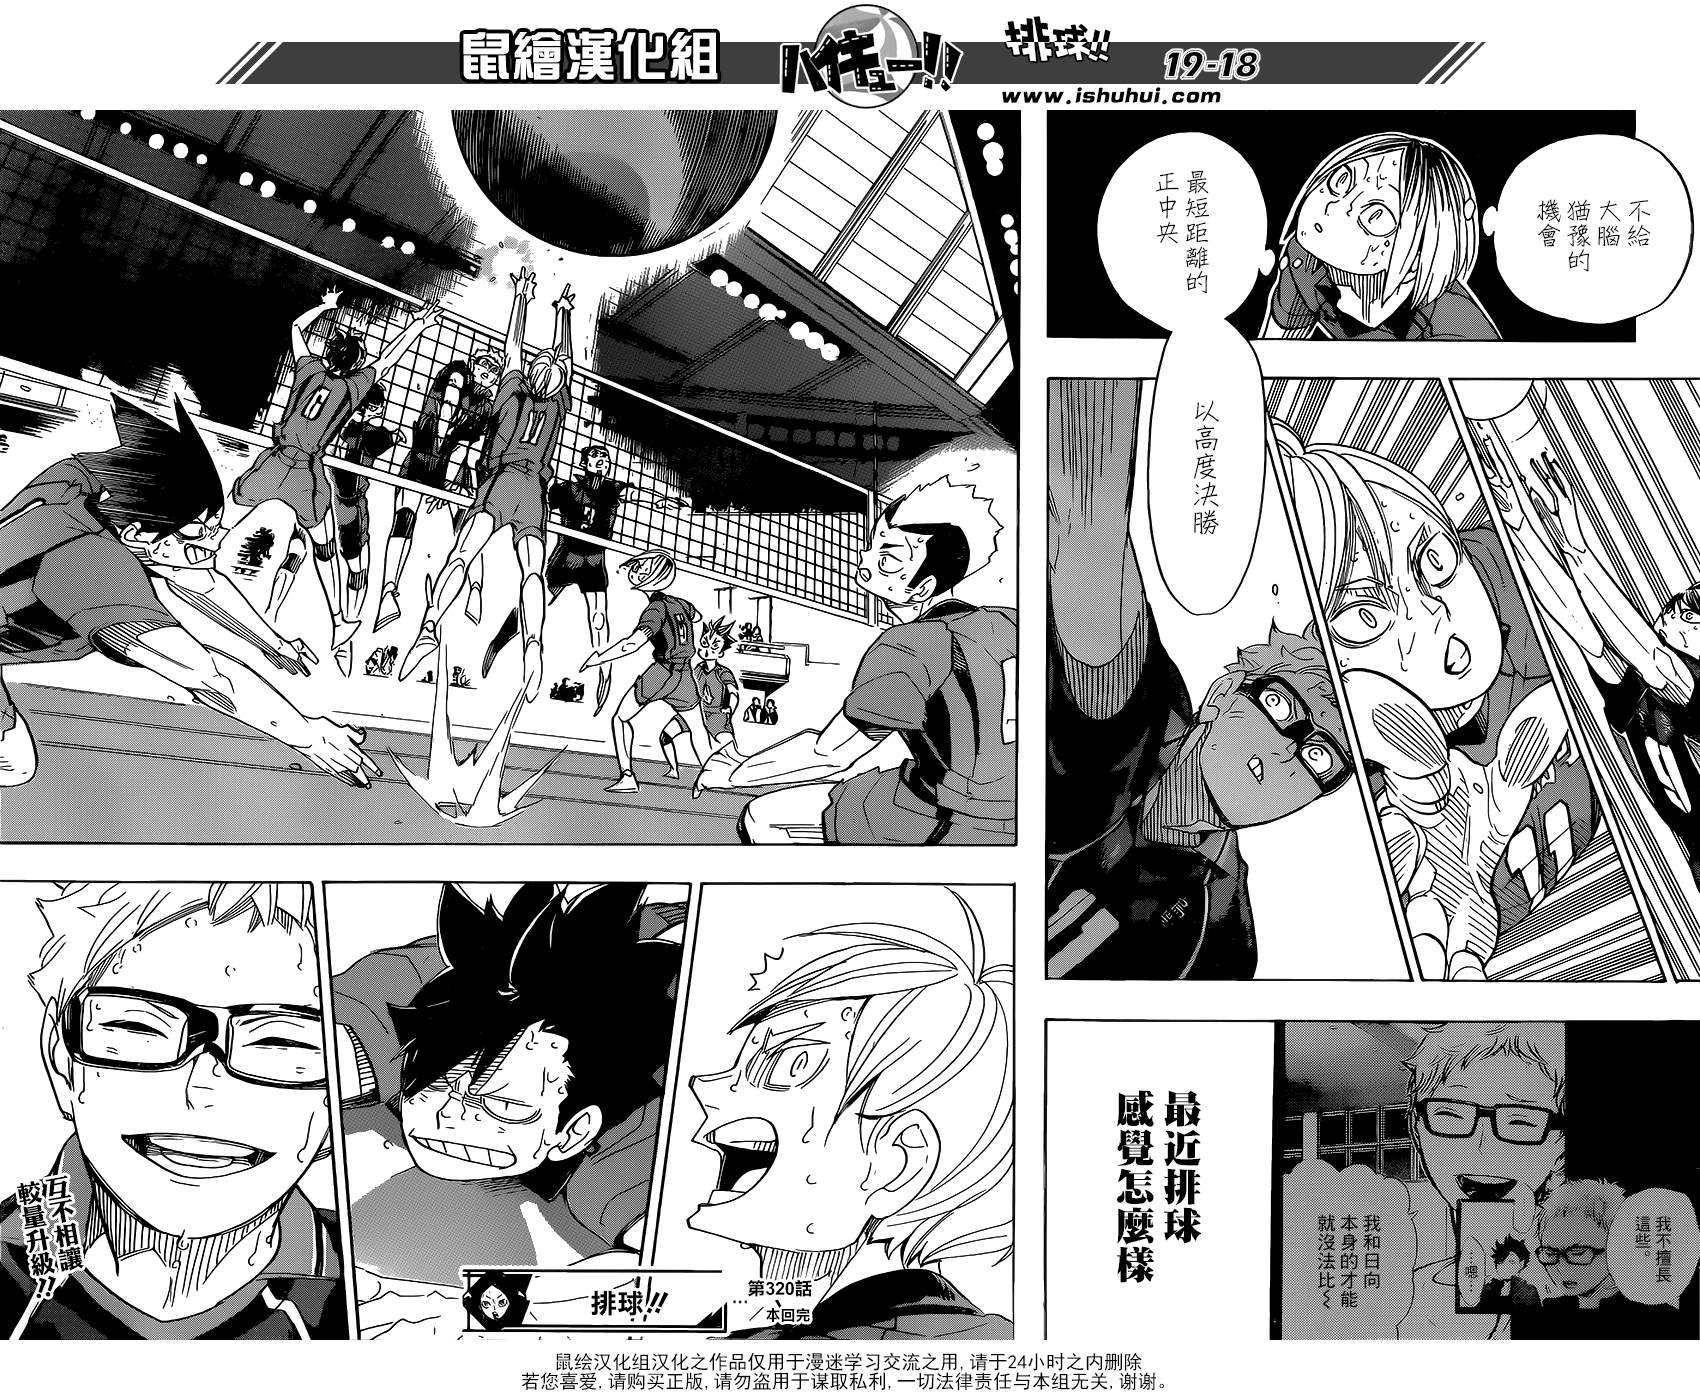 鼠繪漢化組
ハイキュー!!
排球!!
19-18
www.ishuhui.com
不給
大腦
猶豫的
機會
最短距離的
正中央
以高度決勝
我不擅長
這些。
…嗯…
我和日向
本身的才能
就沒法比～
最近排球
感覺怎麼樣
6
11
4
互不相讓
較量升級!!
排球!!
…
第320話
／本回完
鼠绘汉化组汉化之作品仅用于漫迷学习交流之用,请于24小时之内删除
若您喜爱,请购买正版,请勿盗用于谋取私利,一切法律责任与本组无关,谢谢。